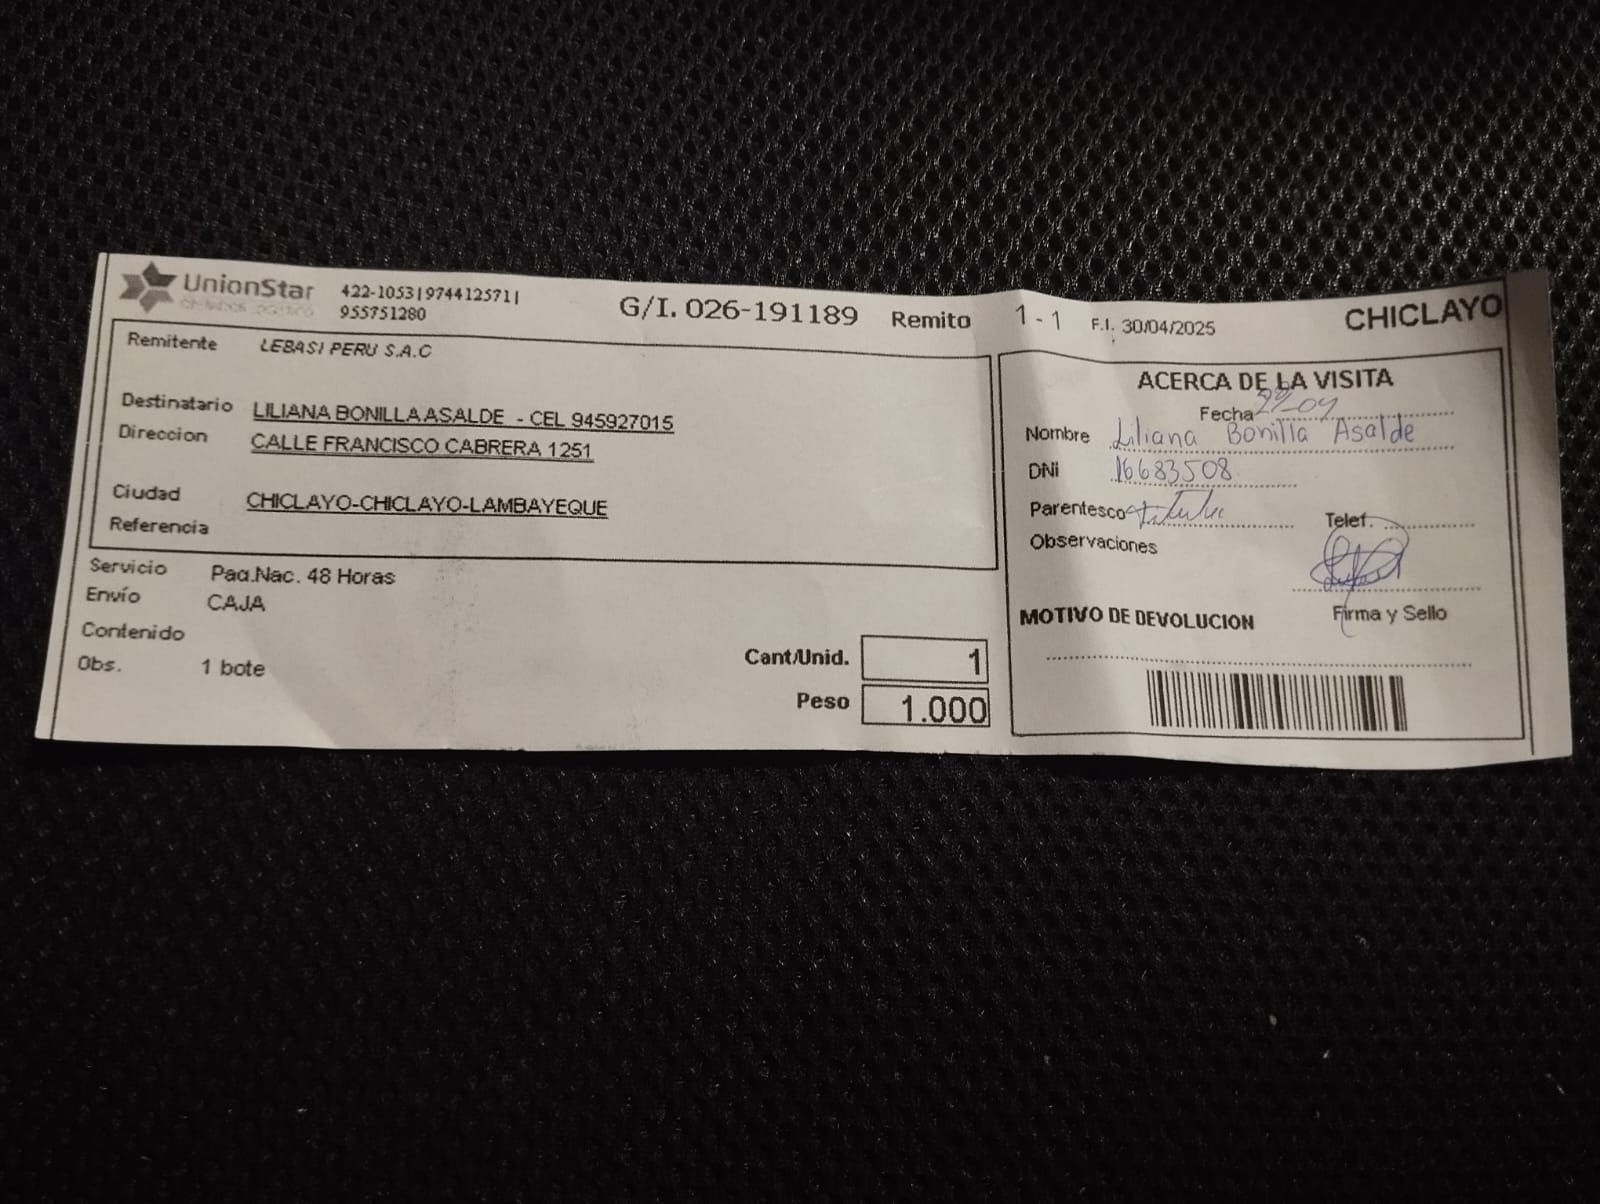 UnionStar 422-1053|974412571|
955751280
G/I. 026-191189 Remito 1 - 1 F.I. 30/04/2025 CHICLAYO
Remitente LEBASI PERU S.A.C
Destinatario LILIANA BONILLA ASALDE - CEL 945927015
Direccion CALLE FRANCISCO CABRERA 1251
Ciudad CHICLAYO-CHICLAYO-LAMBAYEQUE
Referencia
Servicio Paq.Nac. 48 Horas
Envío CAJA
Contenido
Obs. 1 bote
Cant/Unid. 1
Peso 1.000
ACERCA DE LA VISITA
Fecha
Nombre Liliana Bonilla Asalde
DNi 16683508
Parentesco Titular
Telef.
Observaciones
Firma y Sello
MOTIVO DE DEVOLUCION